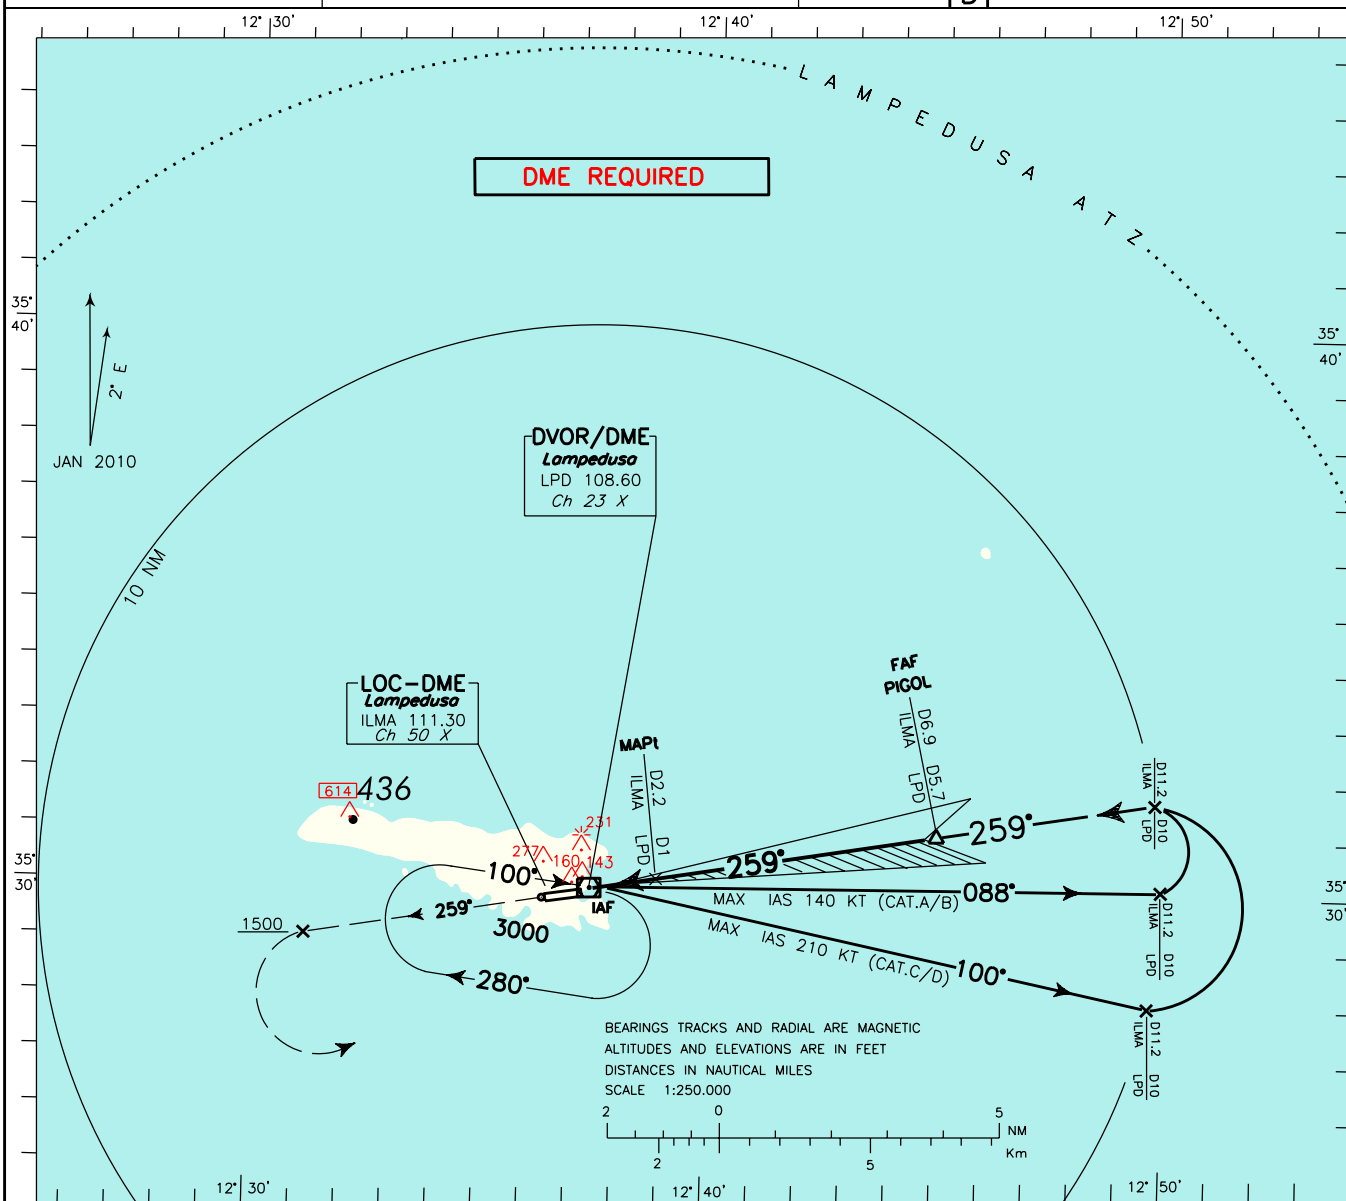 12° 30'
12° 40'
12° 50'
LAMPEDUSA ATZ
DME REQUIRED
35°
40'
35°
40'
2° E
JAN 2010
10 NM
DVOR/DME
Lampedusa
LPD 108.60
Ch 23 X
LOC-DME
Lampedusa
ILMA 111.30
Ch 50 X
FAF
PIGOL
D6.9 D5.7
ILMA LPD
MAPt
D2.2 D1
ILMA LPD
D11.2 D10
ILMA LPD
614
436
231
277
160
143
259°
259°
35°
30'
35°
30'
100°
IAF
088°
MAX IAS 140 KT (CAT.A/B)
D11.2 D10
ILMA LPD
259°
1500
3000
MAX IAS 210 KT (CAT.C/D)
100°
280°
D11.2 D10
ILMA LPD
BEARINGS TRACKS AND RADIAL ARE MAGNETIC
ALTITUDES AND ELEVATIONS ARE IN FEET
DISTANCES IN NAUTICAL MILES
SCALE 1:250.000
2 0 5
NM
Km
2 5
12° 30'
12° 40'
12° 50'